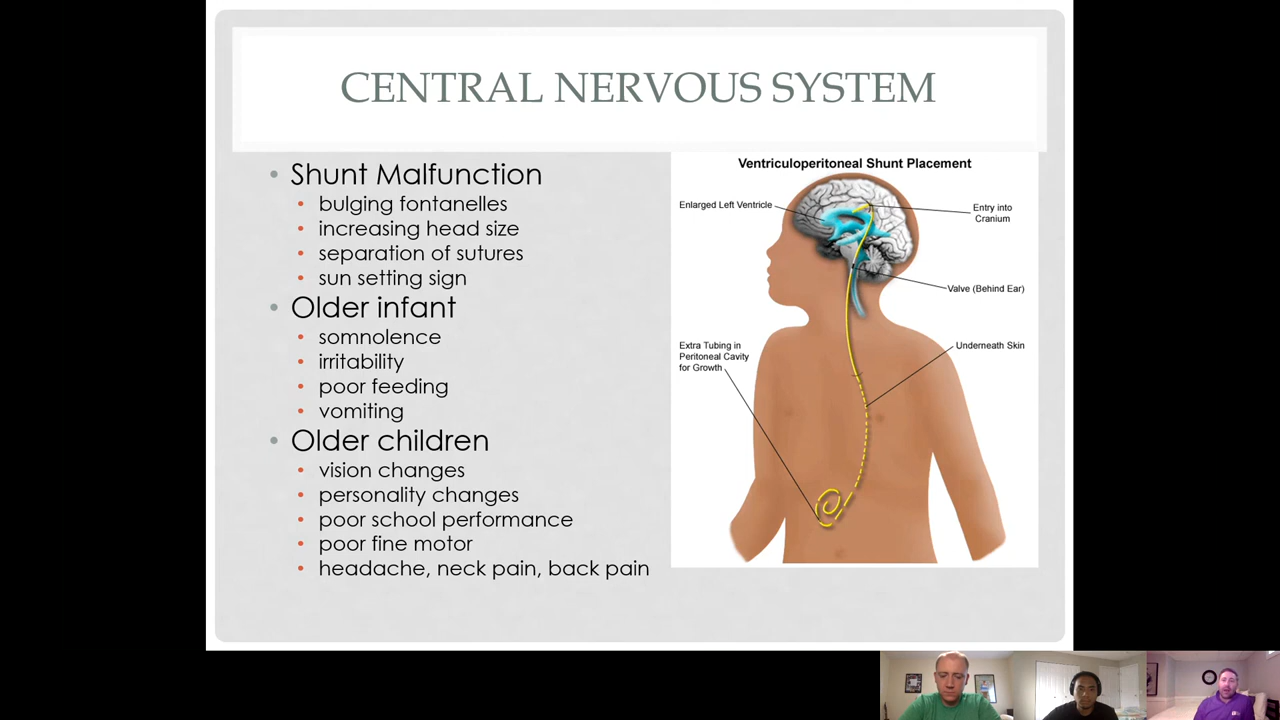 CENTRAL NERVOUS SYSTEM
Shunt Malfunction
bulging fontanelles
increasing head size
separation of sutures
sun setting sign
Older infant
somnolence
irritability
poor feeding
vomiting
Older children
vision changes
personality changes
poor school performance
poor fine motor
headache, neck pain, back pain
Ventriculoperitoneal Shunt Placement
Enlarged Left Ventricle
Entry into
Cranium
Valve (Behind Ear)
Extra Tubing in
Peritoneal Cavity
for Growth
Underneath Skin